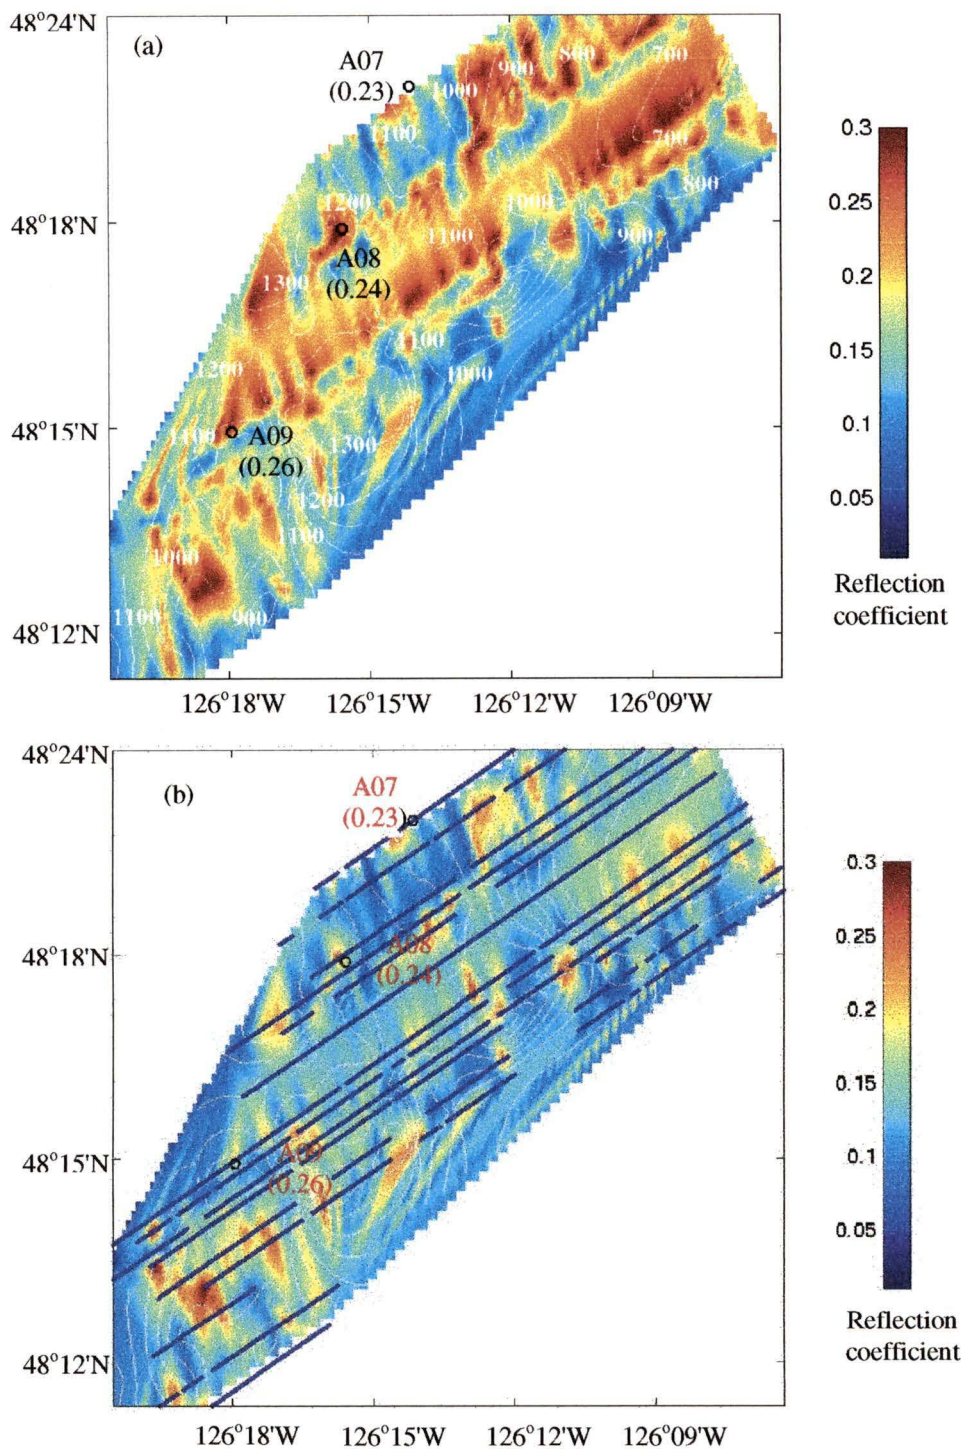 48°24'N
(a)
A07
(0.23)
800
700
900
1000
1100
700
800
1200
1000
48°18'N
A08
(0.24)
1100
900
1300
1100
1200
1000
48°15'N
1100
A09
(0.26)
1300
1200
1100
1000
1100
900
48°12'N
126°18'W
126°15'W
126°12'W
126°09'W
0.3
0.25
0.2
0.15
0.1
0.05
Reflection
coefficient
48°24'N
(b)
A07
(0.23)
48°18'N
A08
(0.24)
48°15'N
A09
(0.26)
48°12'N
126°18'W
126°15'W
126°12'W
126°09'W
0.3
0.25
0.2
0.15
0.1
0.05
Reflection
coefficient